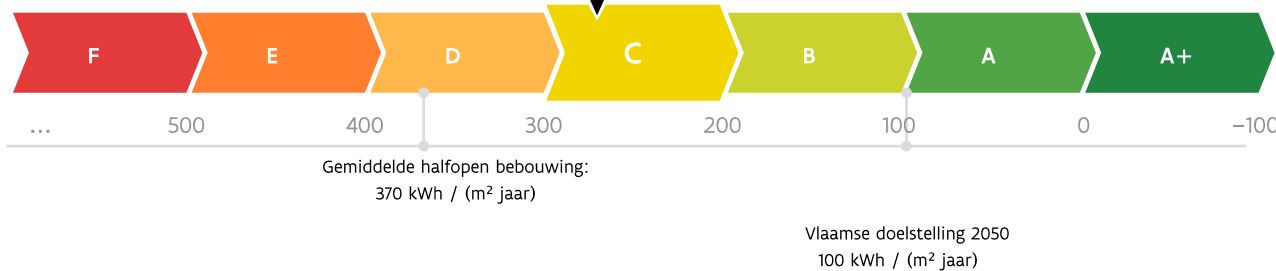 F E D C B A A+
... 500 400 300 200 100 0 −100
Gemiddelde halfopen bebouwing:
370 kWh / (m² jaar)
Vlaamse doelstelling 2050
100 kWh / (m² jaar)